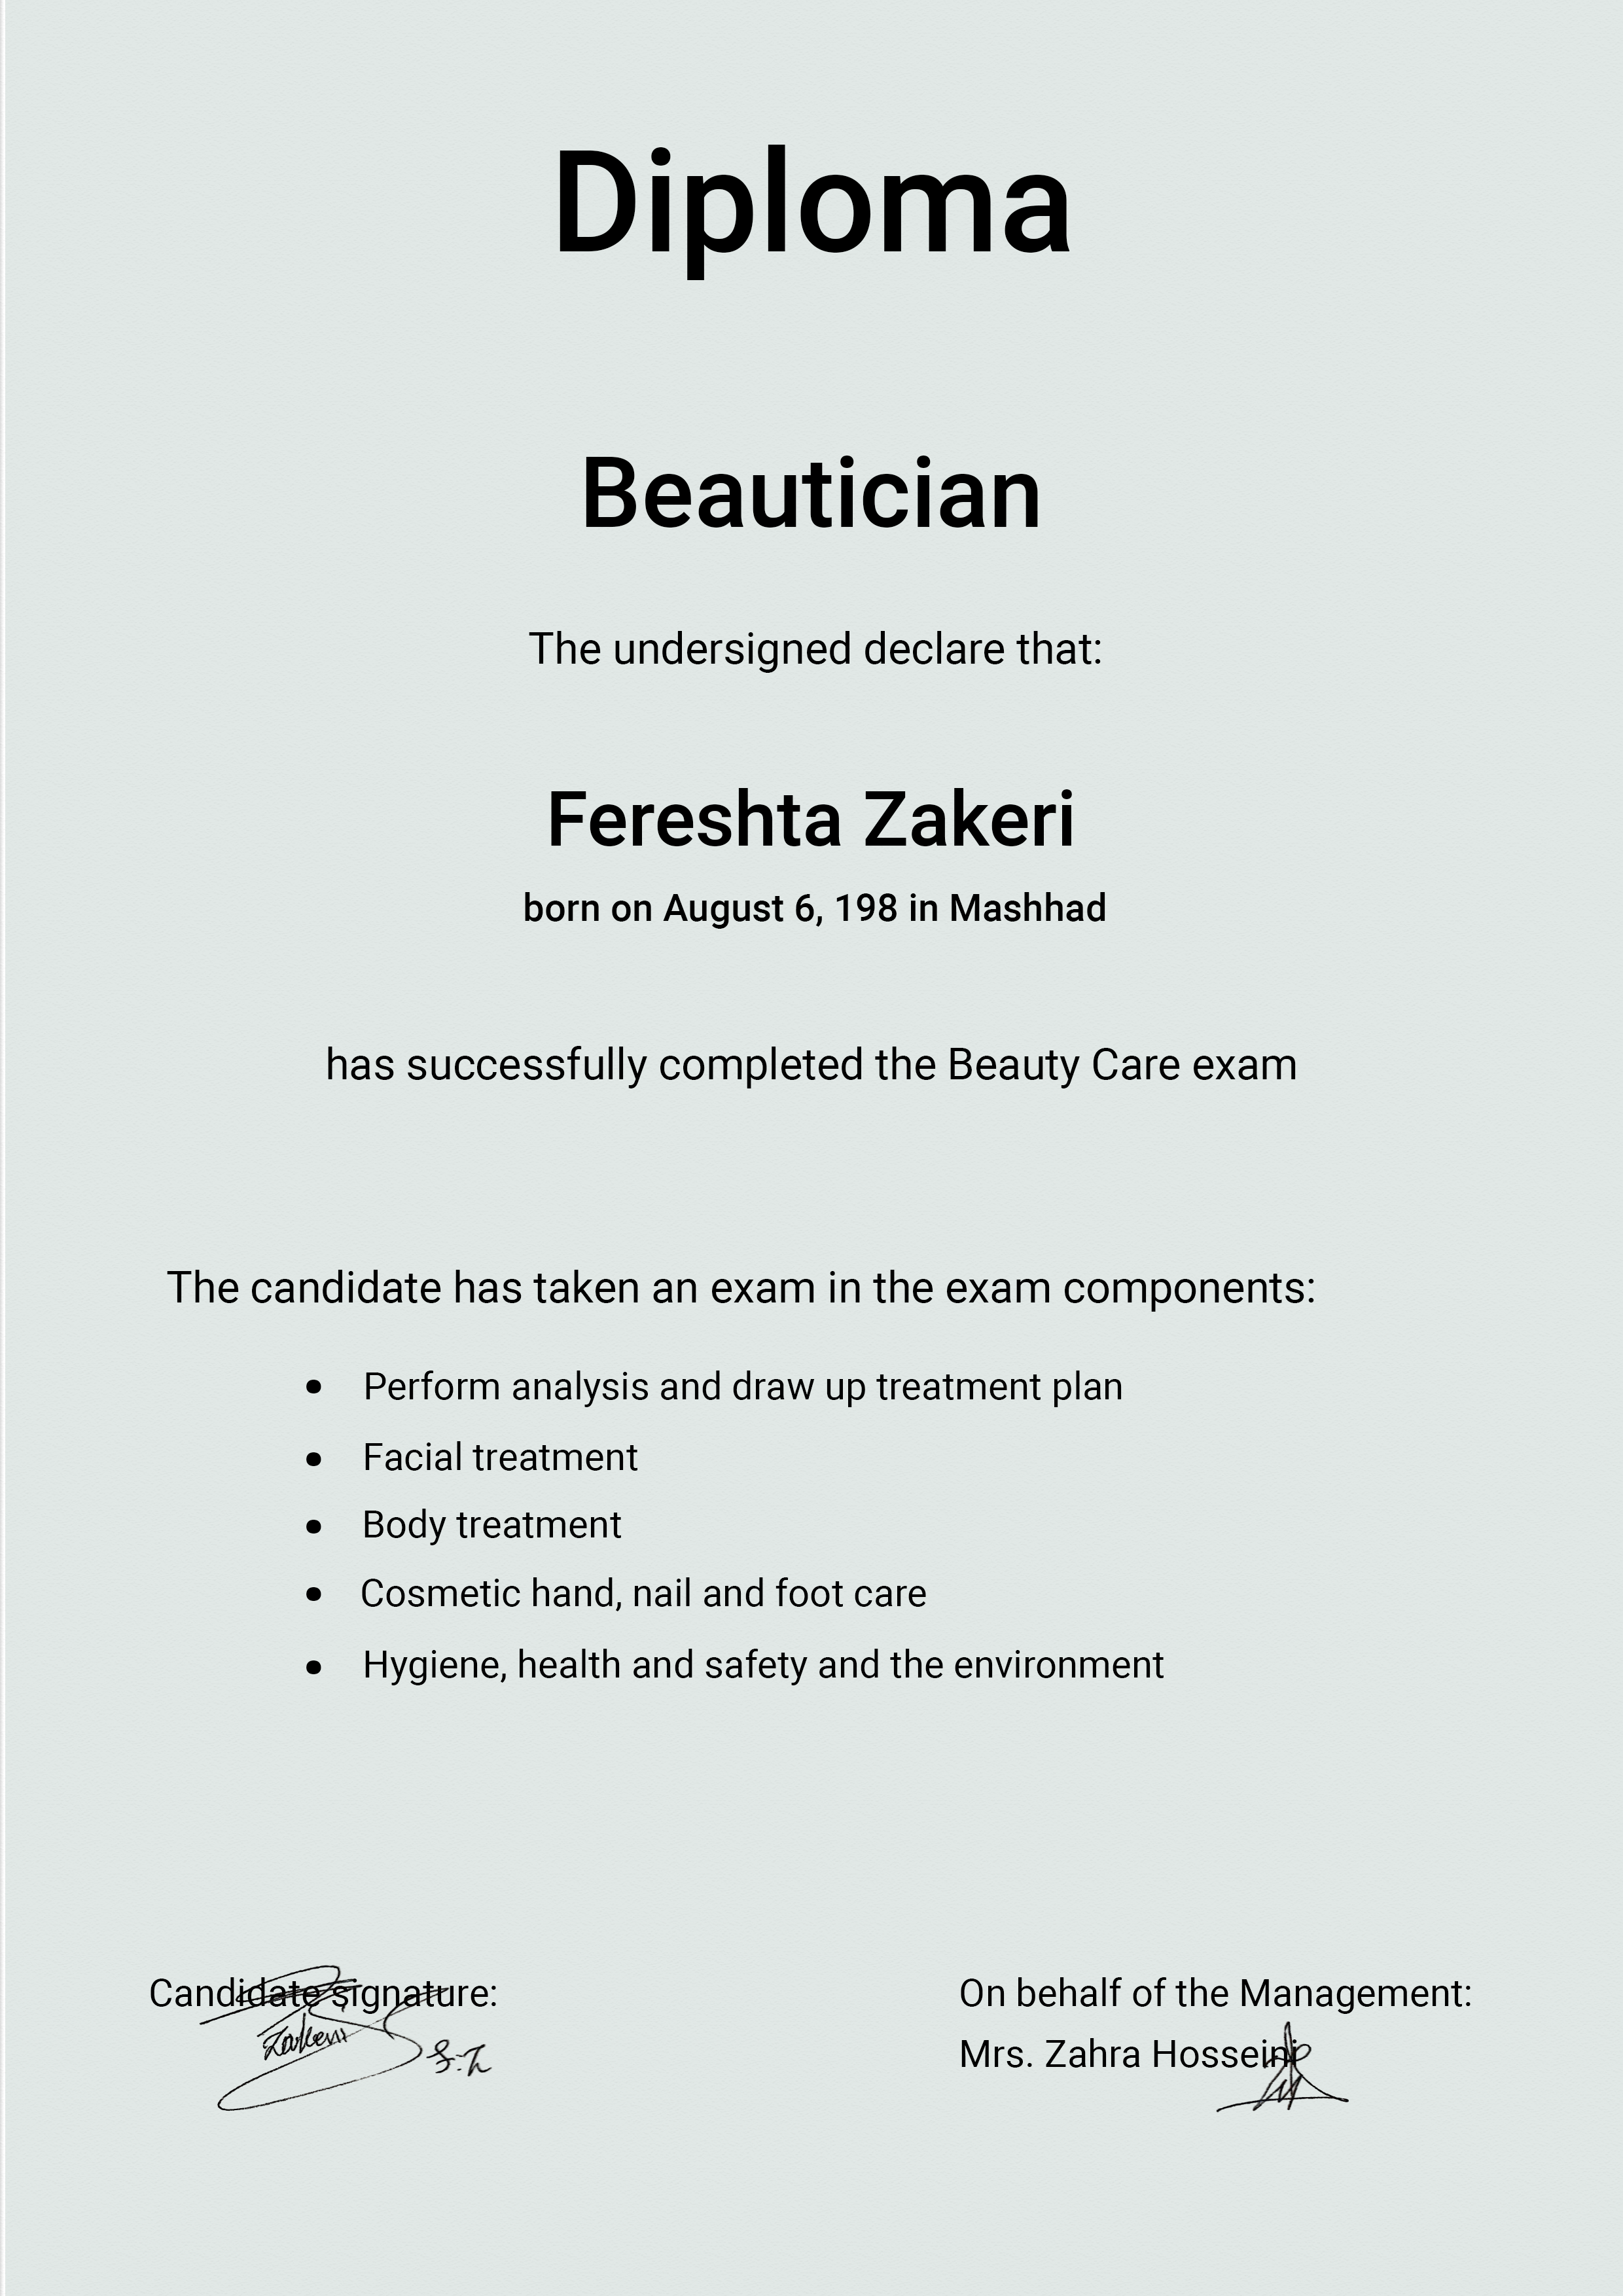 Diploma
Beautician
The undersigned declare that:
Fereshta Zakeri
born on August 6, 198 in Mashhad
has successfully completed the Beauty Care exam
The candidate has taken an exam in the exam components:
• Perform analysis and draw up treatment plan
• Facial treatment
• Body treatment
• Cosmetic hand, nail and foot care
• Hygiene, health and safety and the environment
Candidate signature:
On behalf of the Management:
Zakeri
Mrs. Zahra Hosseini